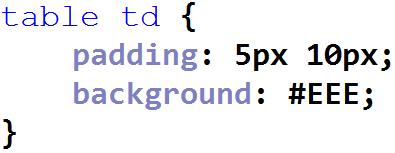 table td {
    padding: 5px 10px;
    background: #EEE;
}